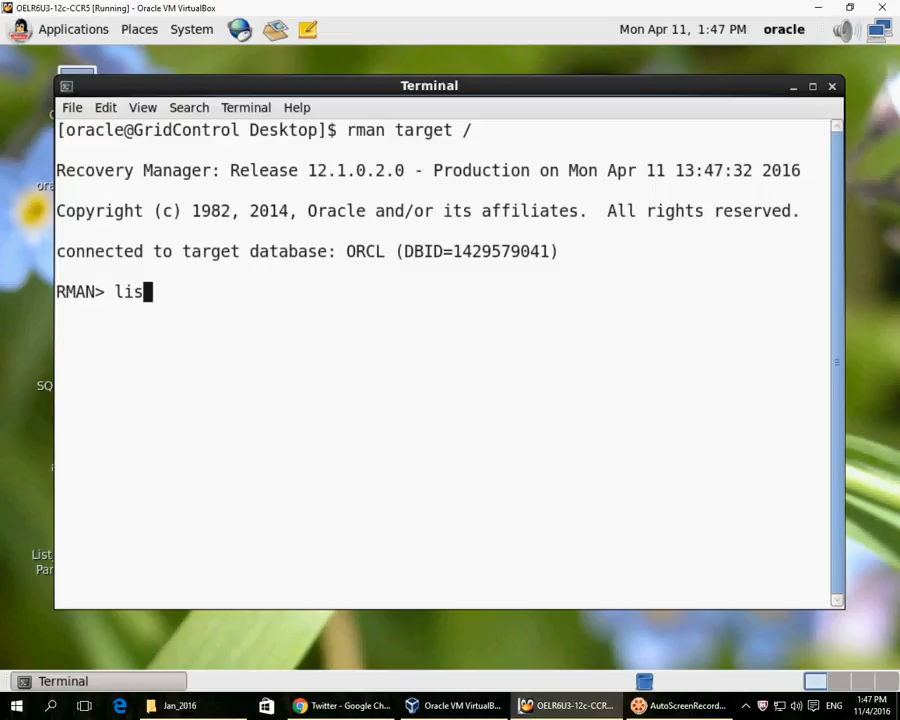 OELR6U3-12c-CCR5 [Running] - Oracle VM VirtualBox
Applications Places System Mon Apr 11, 1:47 PM oracle
Terminal
File Edit View Search Terminal Help
[oracle@GridControl Desktop]$ rman target /
Recovery Manager: Release 12.1.0.2.0 - Production on Mon Apr 11 13:47:32 2016
Copyright (c) 1982, 2014, Oracle and/or its affiliates. All rights reserved.
connected to target database: ORCL (DBID=1429579041)
RMAN> lis
ora
SQ
a
List
Par
Terminal
Jan_2016 Twitter - Google Ch... Oracle VM VirtualB... OELR6U3-12c-CCR... AutoScreenRecord... ENG 1:47 PM
11/4/2016